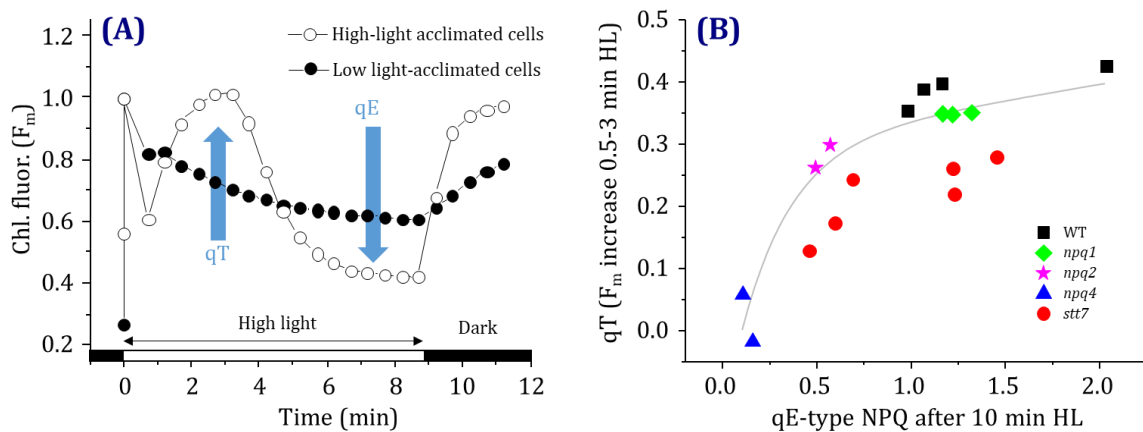 (A)
High-light acclimated cells
Low light-acclimated cells
Chl. fluor. (Fₘ)
1.2
1.0
0.8
0.6
0.4
0.2
qE
qT
High light
Dark
0 2 4 6 8 10 12
Time (min)
(B)
qT (Fₘ increase 0.5-3 min HL)
0.5
0.4
0.3
0.2
0.1
0.0
WT
npq1
npq2
npq4
stt7
0.0 0.5 1.0 1.5 2.0
qE-type NPQ after 10 min HL